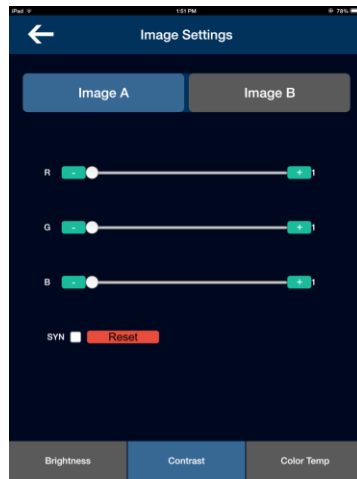 iPad 1:51 PM 70%
Image Settings
Image A Image B
R - + 1
G - + 1
B - + 1
SYN Reset
Brightness Contrast Color Temp